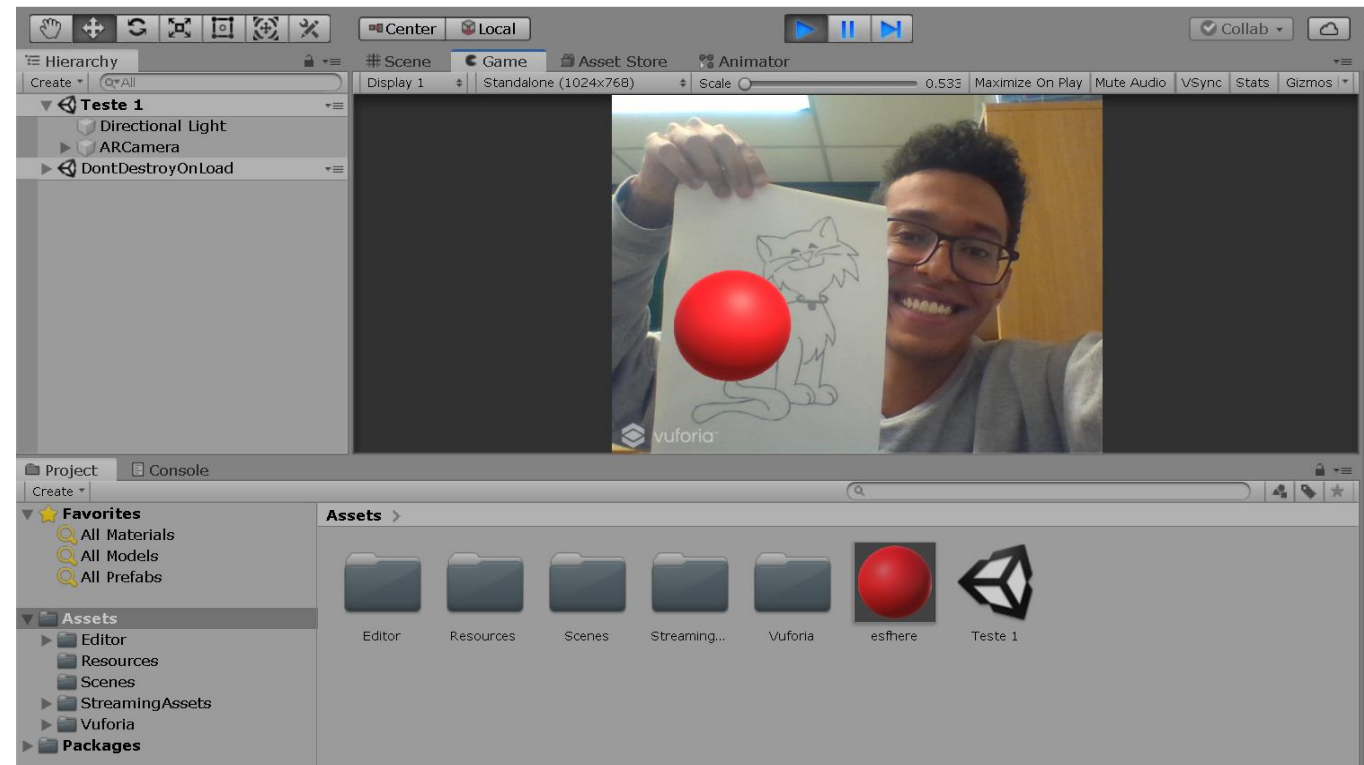 Center Local Collab
Hierarchy # Scene Game Asset Store Animator
Create All Display 1 Standalone (1024x768) Scale 0.533 Maximize On Play Mute Audio VSync Stats Gizmos
Teste 1
Directional Light
ARCamera
DontDestroyOnLoad
vuforia
Project Console
Create
Favorites
Assets >
All Materials
All Models
All Prefabs
Assets
Editor
Resources
Scenes
StreamingAssets
Vuforia
Packages
Editor Resources Scenes Streaming... Vuforia esfhere Teste 1